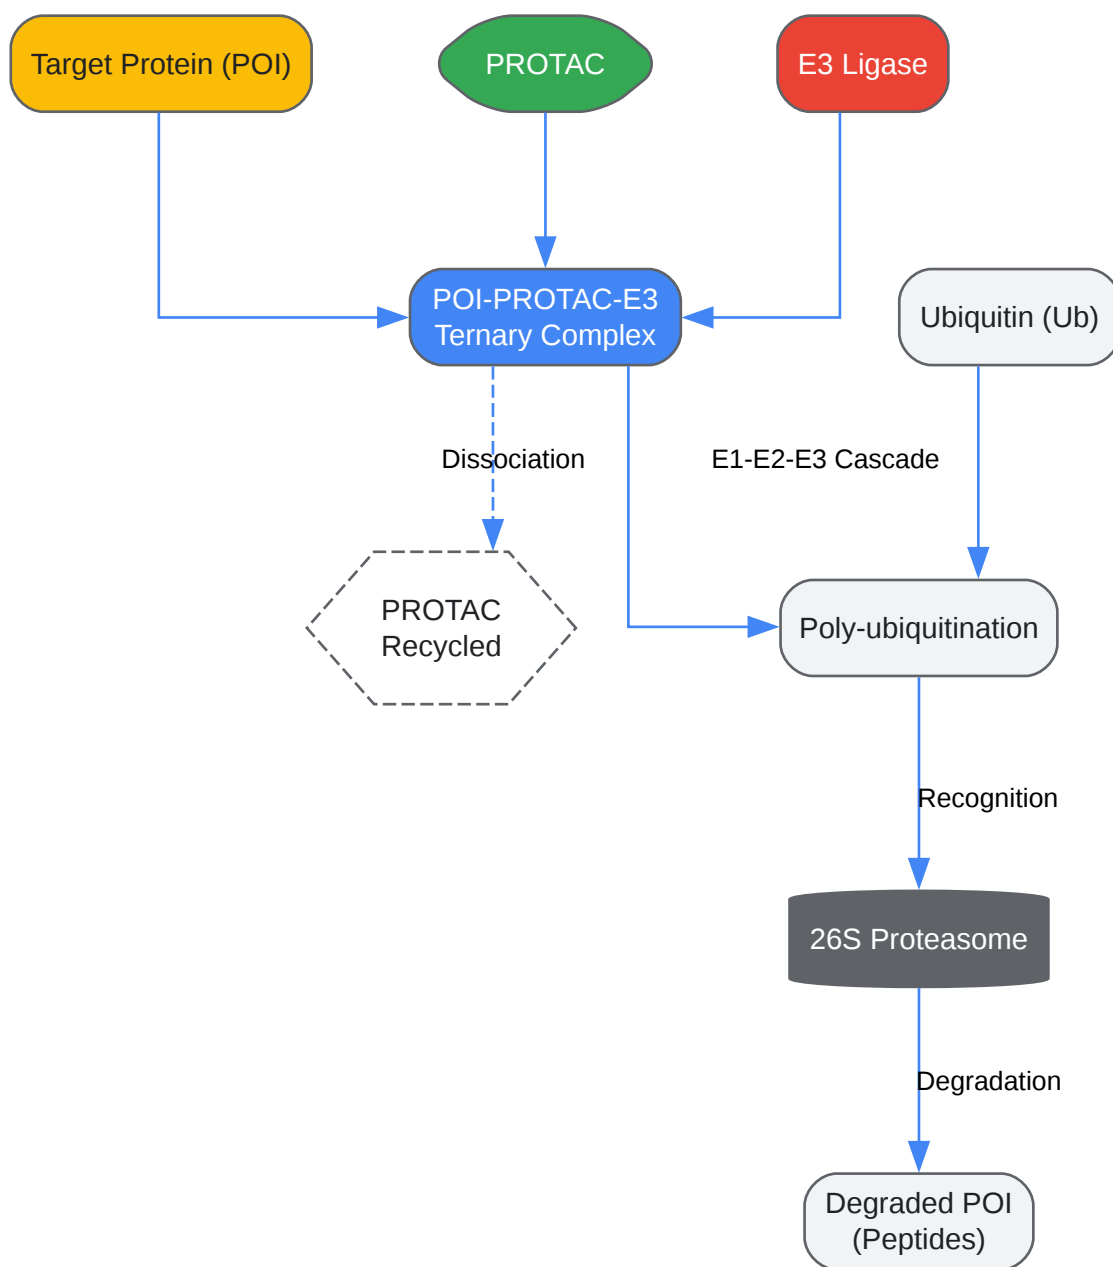 Target Protein (POI)
PROTAC
E3 Ligase
POI-PROTAC-E3
Ternary Complex
Ubiquitin (Ub)
Dissociation
E1-E2-E3 Cascade
PROTAC
Recycled
Poly-ubiquitination
Recognition
26S Proteasome
Degradation
Degraded POI
(Peptides)